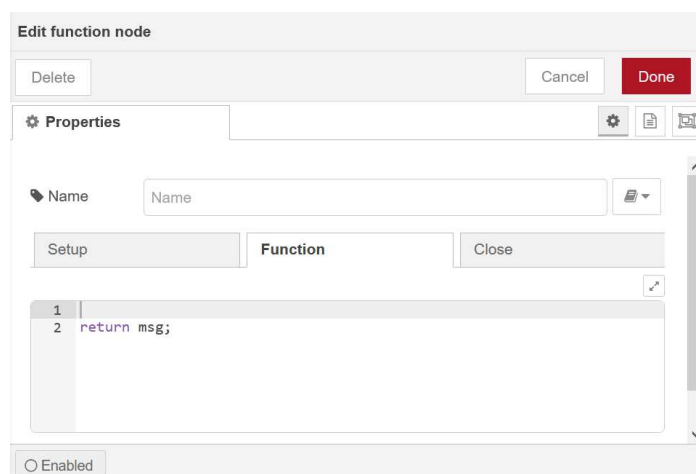 Edit function node
Delete Cancel Done
Properties
Name Name
Setup Function Close
1
2 return msg;
Enabled